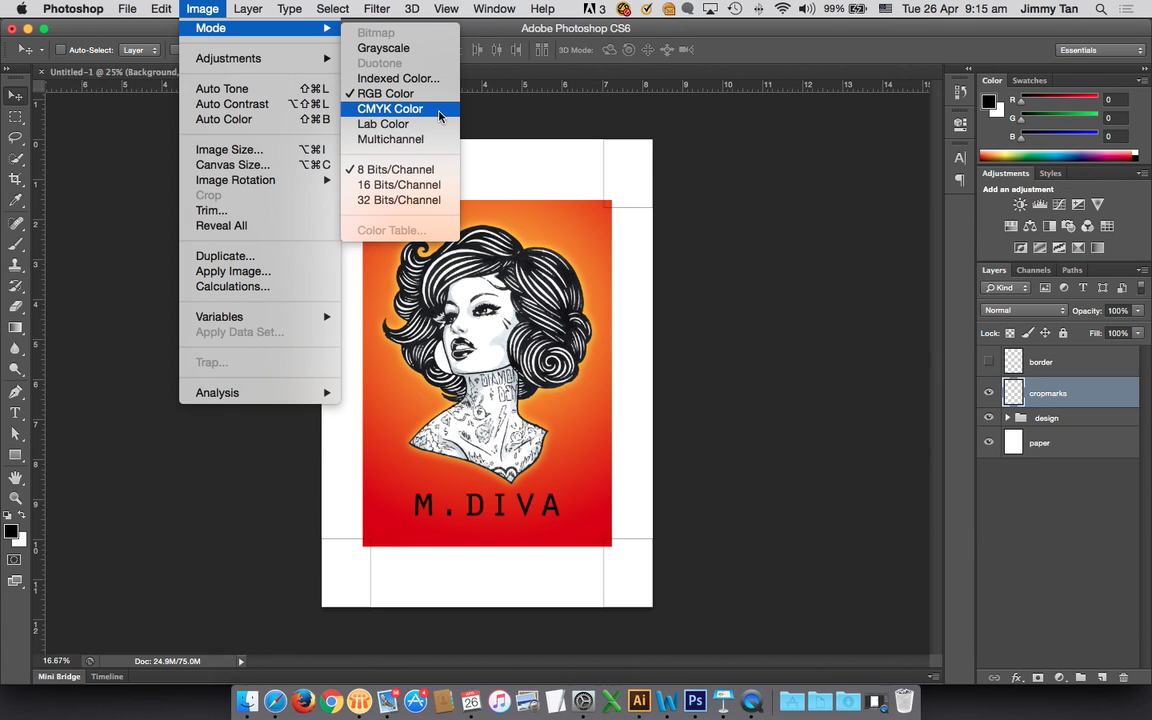 Photoshop File Edit Image Layer Type Select Filter 3D View Window Help 3 99% Tue 26 Apr 9:15 am Jimmy Tan
Adobe Photoshop CS6
Auto-Select: Layer 3D Mode: Essentials
Untitled-1 @ 25% (Background,
Mode
Adjustments
Auto Tone ⇧⌘L
Auto Contrast ⌥⇧⌘L
Auto Color ⇧⌘B
Image Size... ⌥⌘I
Canvas Size... ⌥⌘C
Image Rotation
Crop
Trim...
Reveal All
Duplicate...
Apply Image...
Calculations...
Variables
Apply Data Set...
Trap...
Analysis
Bitmap
Grayscale
Duotone
Indexed Color...
✓ RGB Color
CMYK Color
Lab Color
Multichannel
✓ 8 Bits/Channel
16 Bits/Channel
32 Bits/Channel
Color Table...
M.DIVA
Color Swatches
R 0
G 0
B 0
Adjustments Styles
Add an adjustment
Layers Channels Paths
Kind
Normal Opacity: 100%
Lock: Fill: 100%
border
cropmarks
design
paper
16.67% Doc: 24.9M/75.0M
Mini Bridge Timeline
26
Ai
Ps